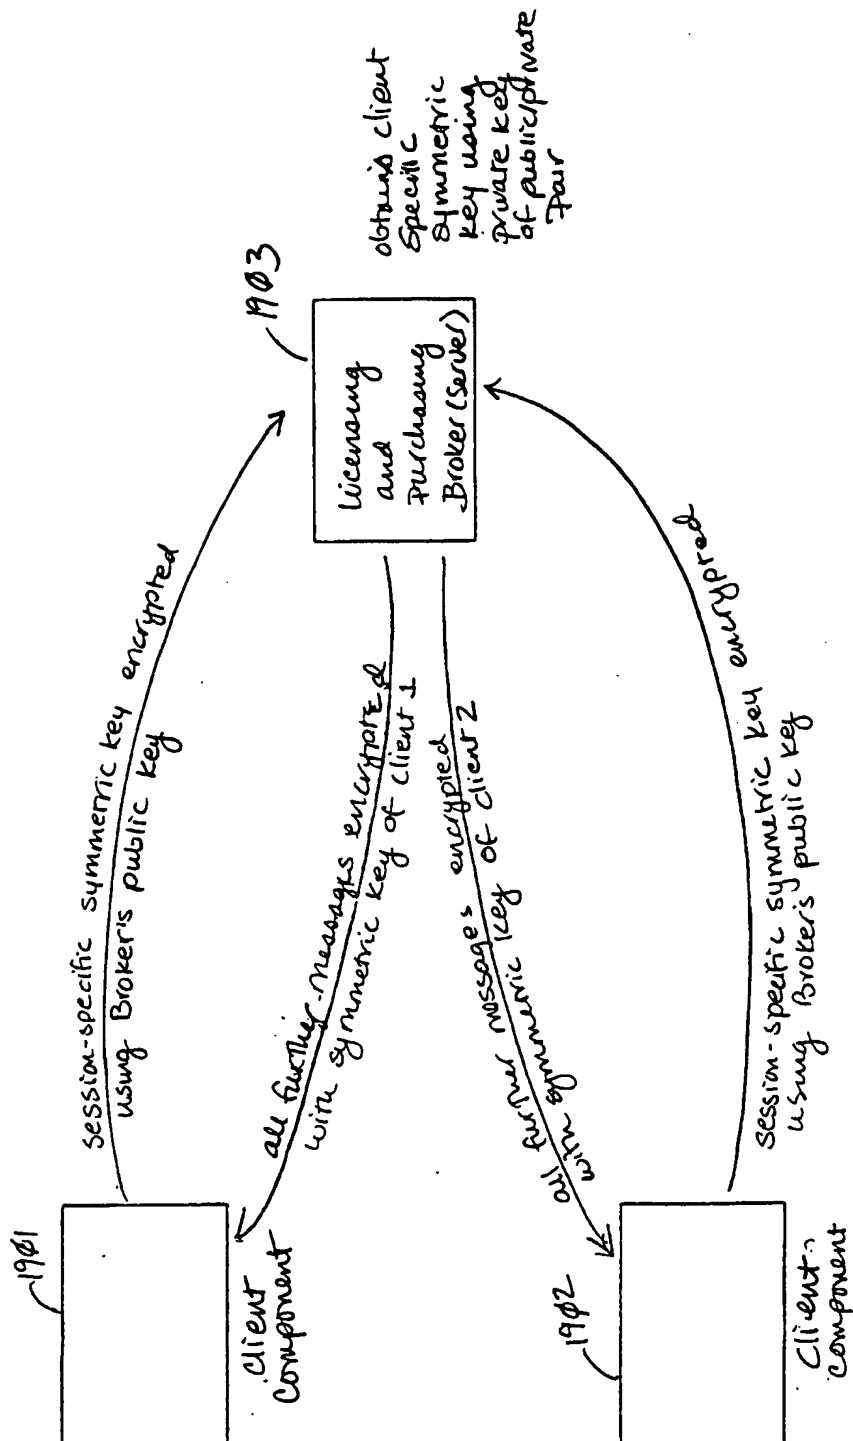 1903
obtains client
specific
symmetric
key using
private key
of public/private
Pair
Licensing
and
Purchasing
Broker (Server)
session-specific symmetric key encrypted
using Broker's public key
all further messages encrypted
with symmetric key of client 1
all further messages encrypted
with symmetric key of client 2
session-specific symmetric key encrypted
using Broker's public key
1901
client
component
1902
client
component